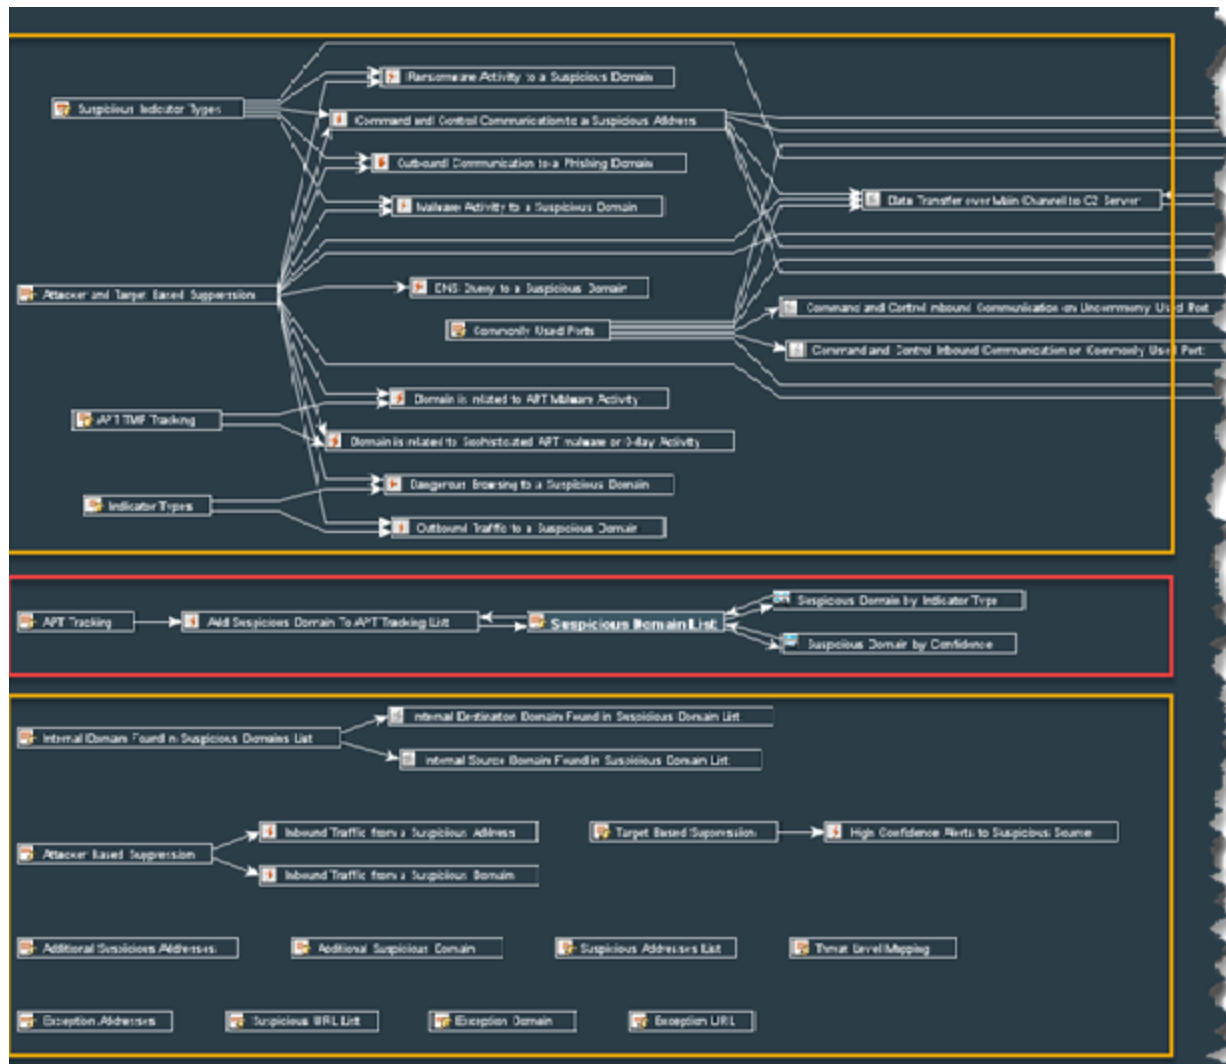 Ransomware Activity to a Suspicious Domain
Suspicious Indicator Types
Command and Control Communication to a Suspicious Address
Outbound Communication to a Phishing Domain
Malware Activity to a Suspicious Domain
Data Transfer over Main Channel to C2 Server
Attacker and Target Based Suppression
DNS Query to a Suspicious Domain
Command and Control Inbound Communication on Uncommonly Used Port
Commonly Used Ports
Command and Control Inbound Communication on Commonly Used Port
Domain is related to APT Malware Activity
APT TMP Tracking
Domain is related to Sophisticated APT malware or 0-day Activity
Dangerous Browsing to a Suspicious Domain
Indicator Types
Outbound Traffic to a Suspicious Domain
Suspicious Domain by Indicator Type
APT Tracking
Add Suspicious Domain To APT Tracking List
Suspicious Domain List
Suspicious Domain by Confidence
Internal Destination Domain Found in Suspicious Domain List
Internal Domain Found in Suspicious Domains List
Internal Source Domain Found in Suspicious Domain List
Inbound Traffic from a Suspicious Address
Target Based Suppression
High Confidence Alerts to Suspicious Source
Attacker Based Suppression
Inbound Traffic from a Suspicious Domain
Additional Suspicious Addresses
Additional Suspicious Domain
Suspicious Addresses List
Threat Level Mapping
Exception Addresses
Suspicious URL List
Exception Domain
Exception URL